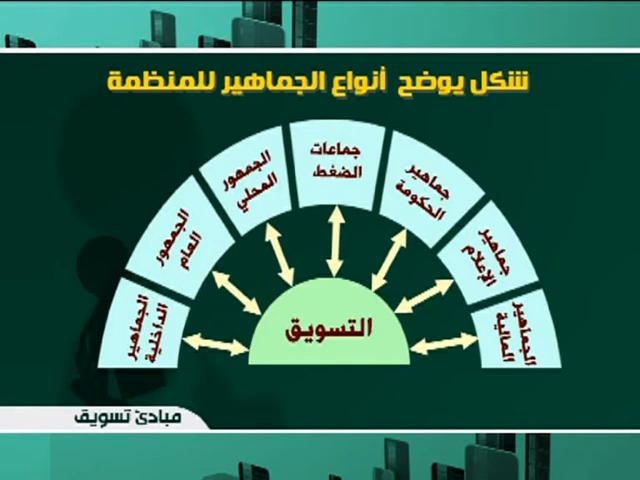 شكل يوضح أنواع الجماهير للمنظمة
الجماهير
المالية
جماهير
الإعلام
جماهير
الحكومة
جماعات
الضغط
الجمهور
المحلي
الجمهور
العام
الجماهير
الداخلية
التسويق
مبادئ تسويق